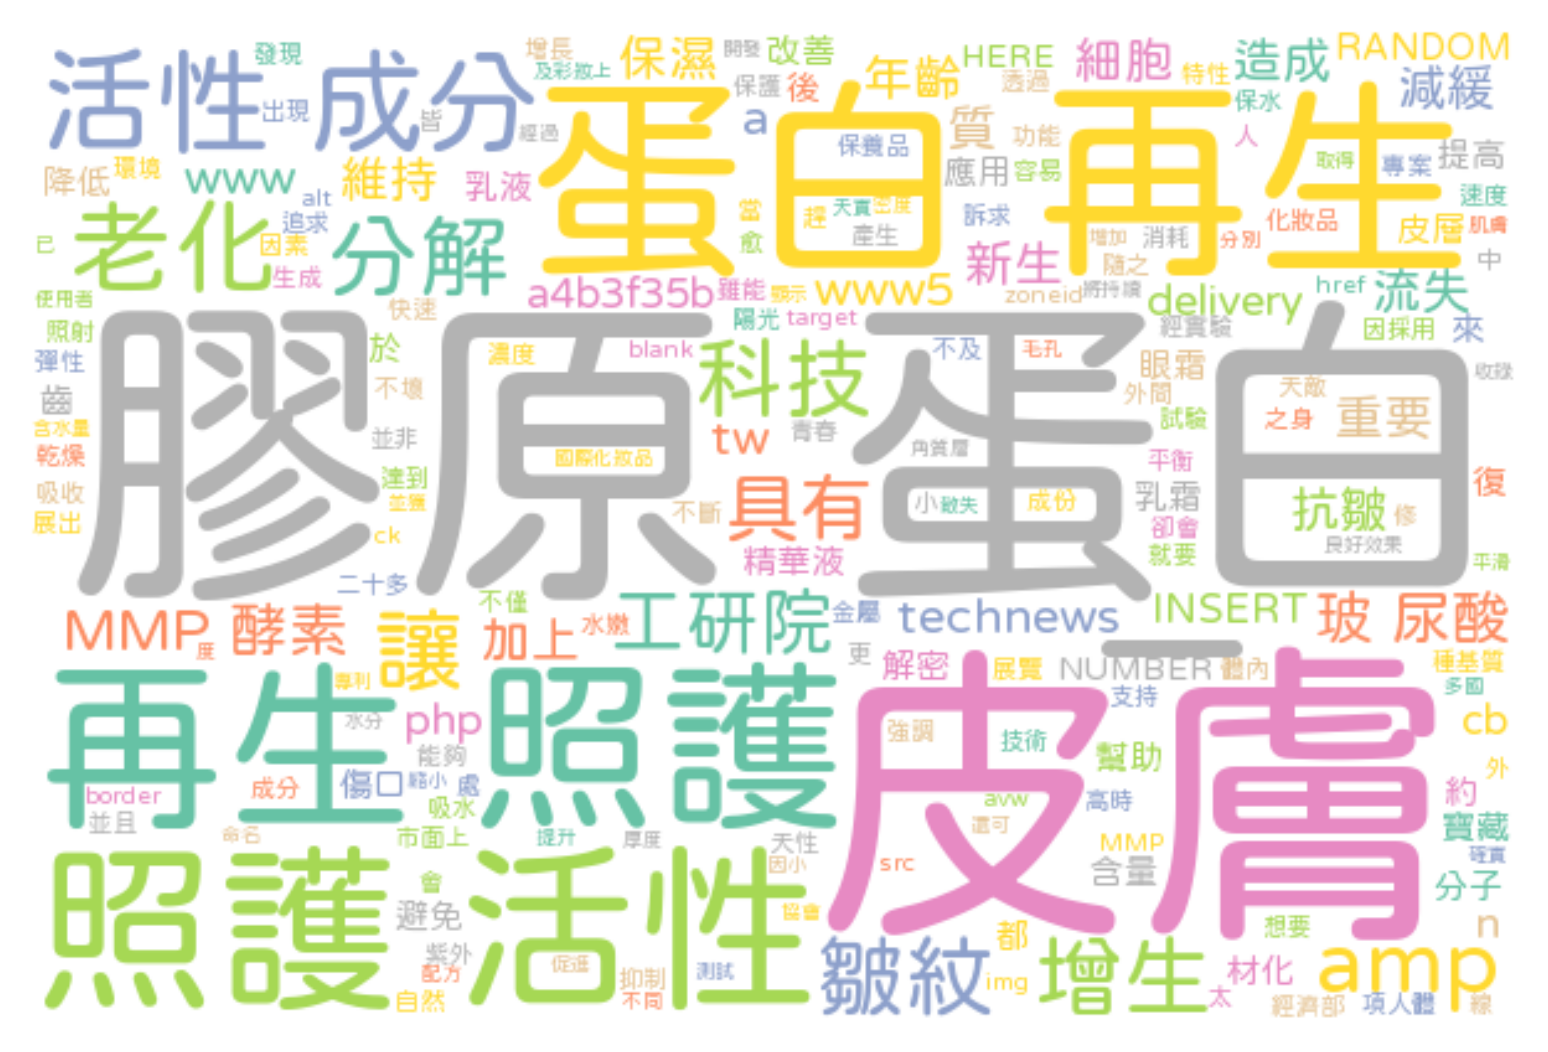 活性 成分
發現
出現
皆
增長
及彩妝上
經過
保濕
開發
改善
保護
後
a
年齡
HERE
質
透過
功能
細胞
特性
造成
保水
人
RANDOM
減緩
提高
專案
取得
蛋白 再生
保養品
應用
容易
降低
環境
www
alt
追求
維持
乳液
當
愈
趕
天實
密度
產生
訴求
新生
增加
消耗
隨之
分別
化妝品
皮層
速度
肌膚
中
已
老化
因素
生成
分解
a4b3f35b
雖能
顯示
www5
zoneid
將持續
delivery
href
流失
使用者
照射
彈性
齒
含水量
乾燥
吸收
展出
快速
於
不壞
並非
達到
並獲
ck
二十多
膠原 蛋白
濃度
blank
陽光
target
科技
不及
毛孔
經實驗
因採用
來
收錄
眼霜
外間
試驗
天敵
之身
重要
tw
青春
角質層
國際化妝品
不斷
具有
精華液
小
散失
成份
平衡
乳霜
卻會
就要
抗皺
修
良好效果
復
平滑
MMP
度
酵素
讓
不僅
加上
水嫩
工研院
金屬
technews
INSERT
玻 尿酸
更
解密
展覽
_
NUMBER
體內
種基質
多國
支持
再生
專利
水分
php
能夠
border
並且
成分
傷口
縮小
處
吸水
照護
皮膚
強調
技術
幫助
avw
高時
還可
cb
外
約
寶藏
確實
命名
市面上
提升
厚度
天性
因小
src
MMP
含量
分子
照護 活性
會
避免
紫外
配方
自然
促進
抑制
不同
測試
協會
皺紋
都
img
增生
太
材化
想要
amp
n
經濟部
項人體
線